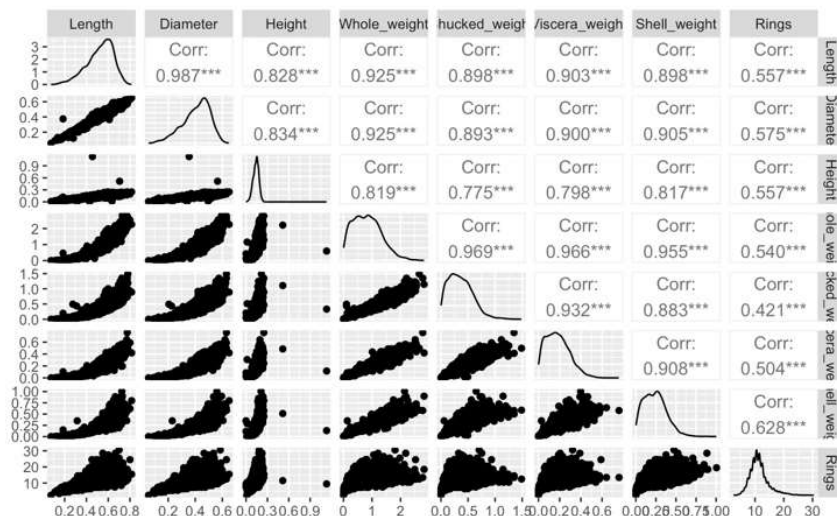 Length Diameter Height Whole_weight hucked_weigh Viscera_weigh Shell_weight Rings
3 2 1 0 Corr: Corr: Corr: Corr: Corr: Corr: Corr: Length
0.987*** 0.828*** 0.925*** 0.898*** 0.903*** 0.898*** 0.557***
0.6 0.4 0.2 Corr: Corr: Corr: Corr: Corr: Corr: Diamete
0.834*** 0.925*** 0.893*** 0.900*** 0.905*** 0.575***
0.9 0.6 0.3 0.0 Corr: Corr: Corr: Corr: Corr: Height
0.819*** 0.775*** 0.798*** 0.817*** 0.557***
2 1 0 Corr: Corr: Corr: Corr: ole_wei
0.969*** 0.966*** 0.955*** 0.540***
1.5 1.0 0.5 0.0 Corr: Corr: Corr: cked_w
0.932*** 0.883*** 0.421***
0.6 0.4 0.2 0.0 Corr: Corr: cera_we
0.908*** 0.504***
1.00 0.75 0.50 0.25 0.00 Corr: ell_weig
0.628***
30 20 10 Rings
0.2 0.4 0.6 0.8 0.2 0.4 0.6 0.0 0.3 0.6 0.9 0 1 2 0.0 0.5 1.0 1.5 0.0 0.2 0.4 0.6 0.00 0.25 0.50 0.75 1.00 10 20 30